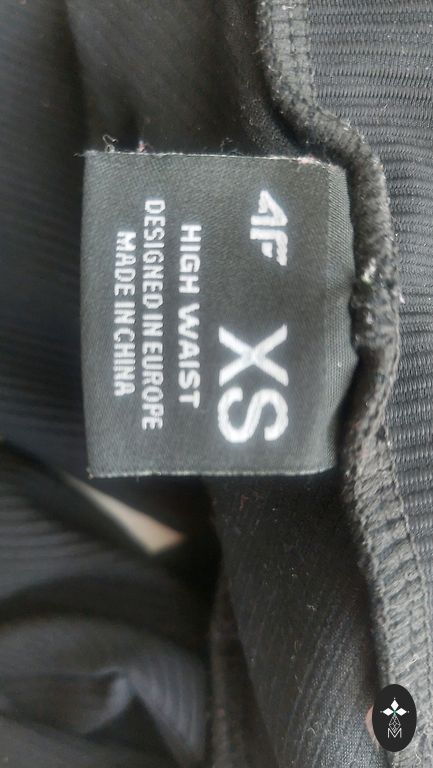 4F
XS
HIGH WAIST
DESIGNED IN EUROPE
MADE IN CHINA
M